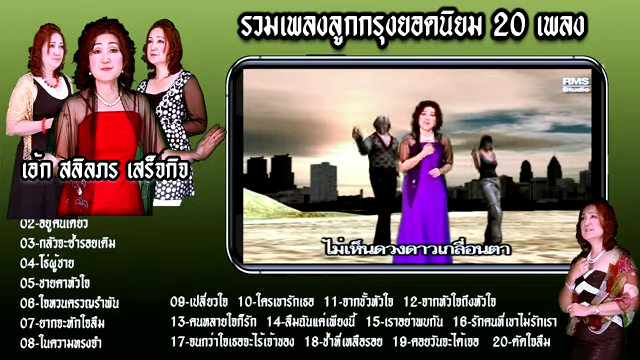 รวมเพลงลูกกรุงยอดนิยม 20 เพลง
RMS
Studio
เอ้ก สลิลภร เสร็จกิจ
ไม่เห็นดวงดาวเกลื่อนตา
02-อยู่คนเดียว
03-กลัวจะช้ำรอยเดิม
04-โธ่ผู้ชาย
05-ชายคาหัวใจ
06-ใจหวนครวญรำพัน
07-ยากจะหักใจลืม
08-ในความทรงจำ
09-เปลี่ยวใจ 10-ใครเขารักเธอ 11-จากขั้วหัวใจ 12-จากหัวใจถึงหัวใจ
13-คนหลายใจก็รัก 14-ลืมฉันแค่เพียงนี้ 15-เราอย่าพบกัน 16-รักคนที่เขาไม่รักเรา
17-จนกว่าใจเธอจะไร้เจ้าของ 18-ช้ำที่เหลือรอย 19-คอยวันจะได้เจอ 20-ตัดใจลืม